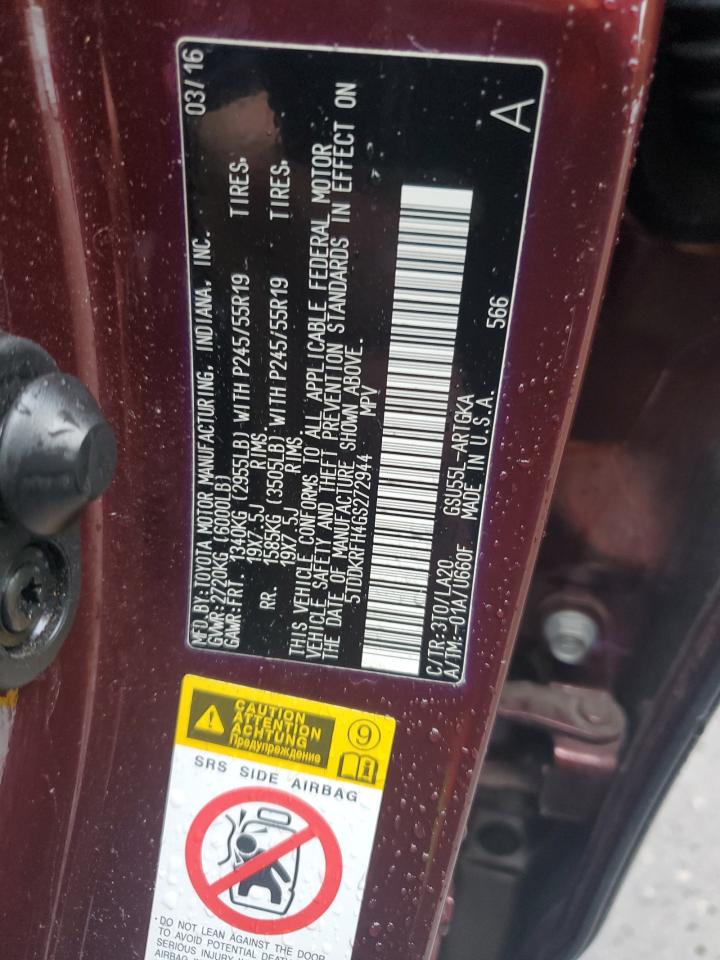 MFD.BY:TOYOTA MOTOR MANUFACTURING, INDIANA, INC. 03/16
GVWR:2720KG (6000LB)
GAWR:FRT. 1340KG (2955LB) WITH P245/55R19 TIRES,
19X7.5J RIMS
RR. 1585KG (3505LB) WITH P245/55R19 TIRES,
19X7.5J RIMS
THIS VEHICLE CONFORMS TO ALL APPLICABLE FEDERAL MOTOR
VEHICLE SAFETY AND THEFT PREVENTION STANDARDS IN EFFECT ON
THE DATE OF MANUFACTURE SHOWN ABOVE.
5TDDKRFH4GS272944 MPV
C/TR:3T0/LA20 GSU55L-ARTGKA 566 A
A/TM:-01A/U660F MADE IN U.S.A.
CAUTION
ATTENTION
ACHTUNG
Предупреждение
9
SRS SIDE AIRBAG
・DO NOT LEAN AGAINST THE DOOR
TO AVOID POTENTIAL DEATH
SERIOUS INJURY
AIRBAG